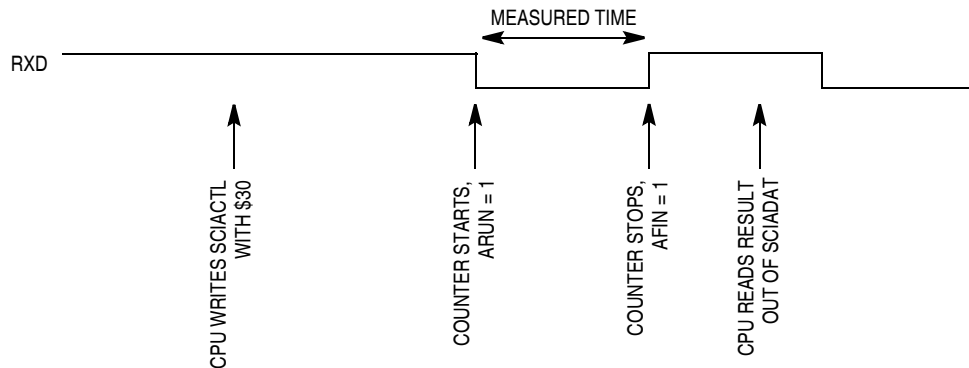 MEASURED TIME
RXD
CPU WRITES SCIACTL
WITH $30
COUNTER STARTS,
ARUN = 1
COUNTER STOPS,
AFIN = 1
CPU READS RESULT
OUT OF SCIADAT